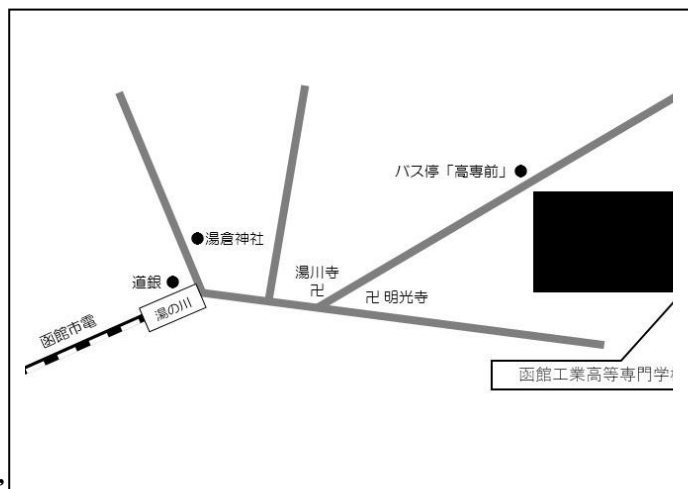 バス停「高専前」
湯倉神社
湯川寺
卍
卍 明光寺
道銀
湯の川
函館市電
函館工業高等専門学校
,